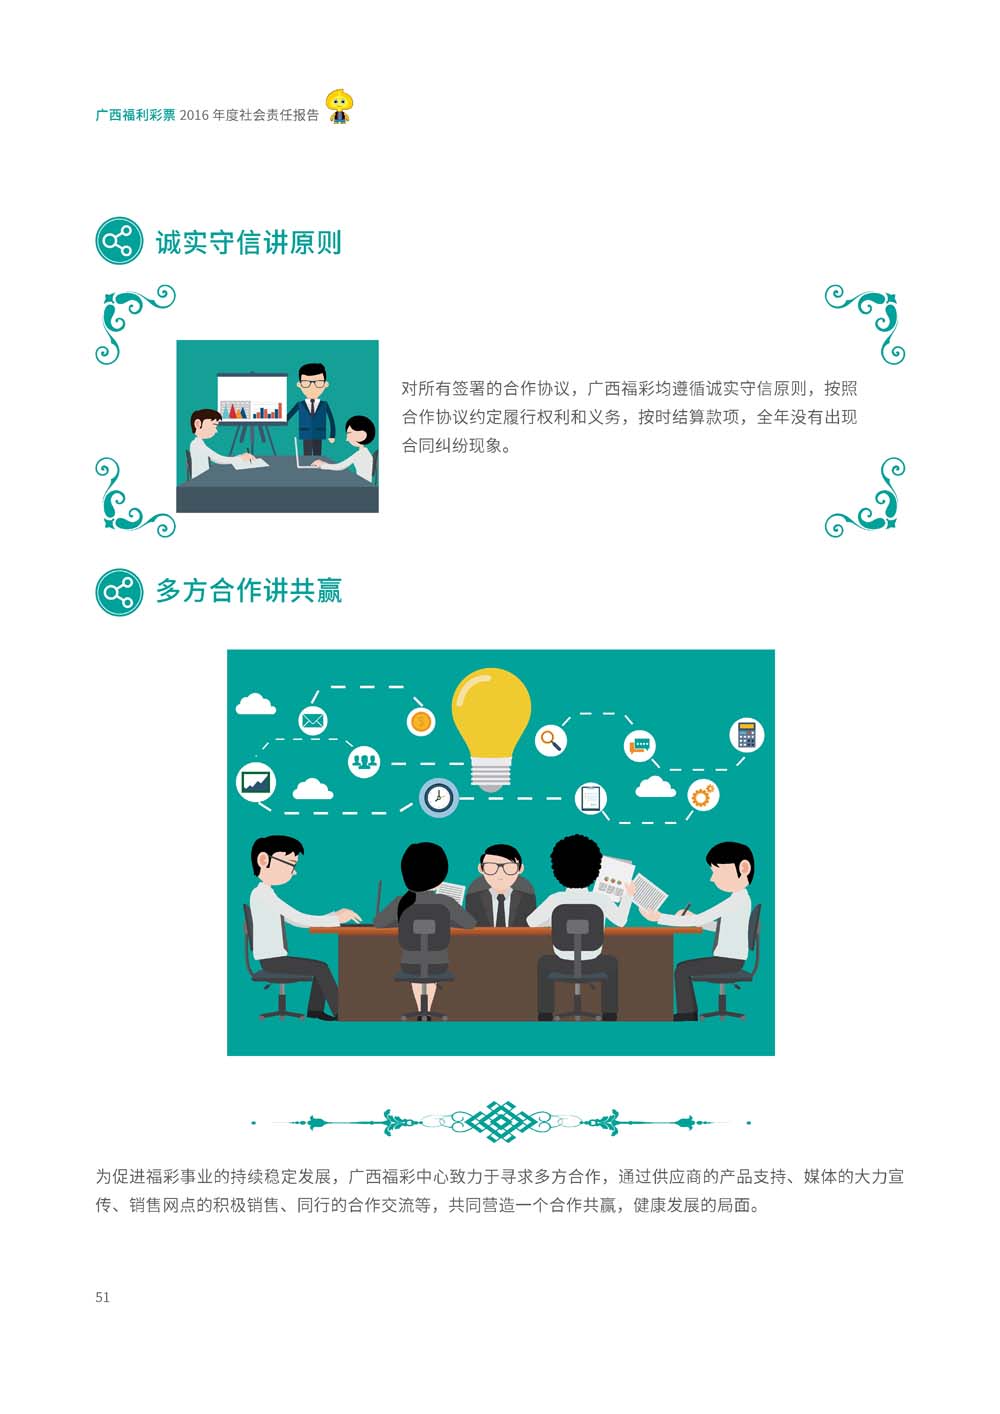 广西福利彩票 2016 年度社会责任报告
诚实守信讲原则
对所有签署的合作协议，广西福彩均遵循诚实守信原则，按照
合作协议约定履行权利和义务，按时结算款项，全年没有出现
合同纠纷现象。
多方合作讲共赢
为促进福彩事业的持续稳定发展，广西福彩中心致力于寻求多方合作，通过供应商的产品支持、媒体的大力宣
传、销售网点的积极销售、同行的合作交流等，共同营造一个合作共赢，健康发展的局面。
51